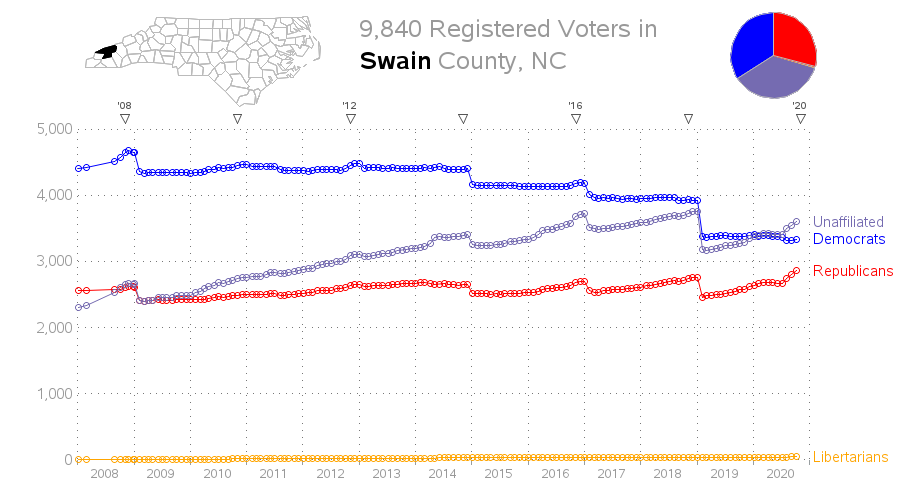 9,840 Registered Voters in
Swain County, NC
'08 '12 '16 '20
5,000
4,000
3,000
2,000
1,000
0
Unaffiliated
Democrats
Republicans
Libertarians
2008 2009 2010 2011 2012 2013 2014 2015 2016 2017 2018 2019 2020